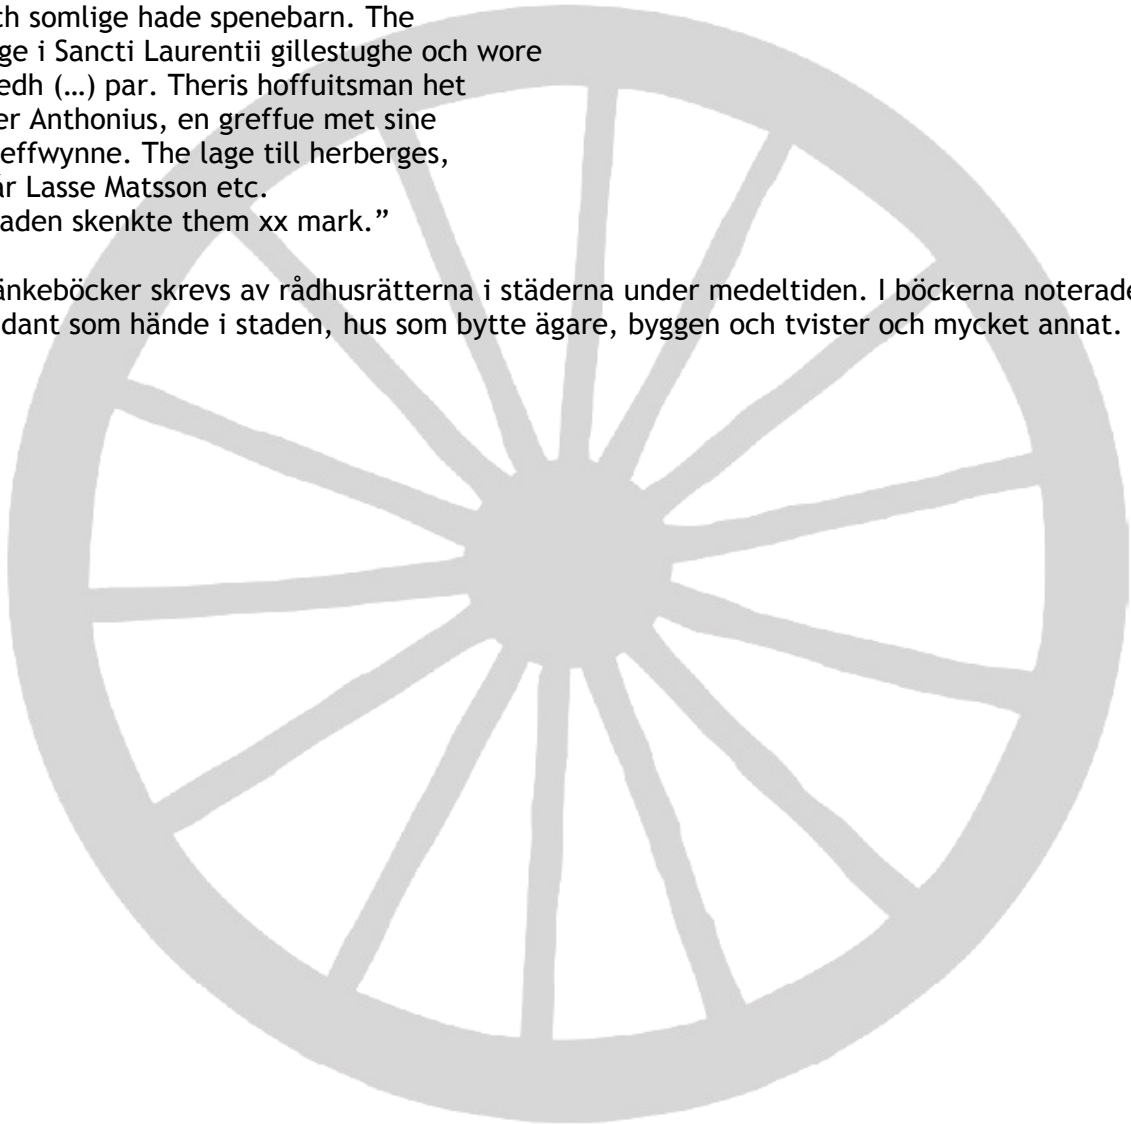 ch somlige hade spenebarn. The
ge i Sancti Laurentii gillestughe och wore
edh (…) par. Theris hoffuitsman het
er Anthonius, en greffue met sine
effwynne. The lage till herberges,
år Lasse Matsson etc.
aden skenkte them xx mark.”
änkeböcker skrevs av rådhusrätterna i städerna under medeltiden. I böckerna noterade
dant som hände i staden, hus som bytte ägare, byggen och tvister och mycket annat.